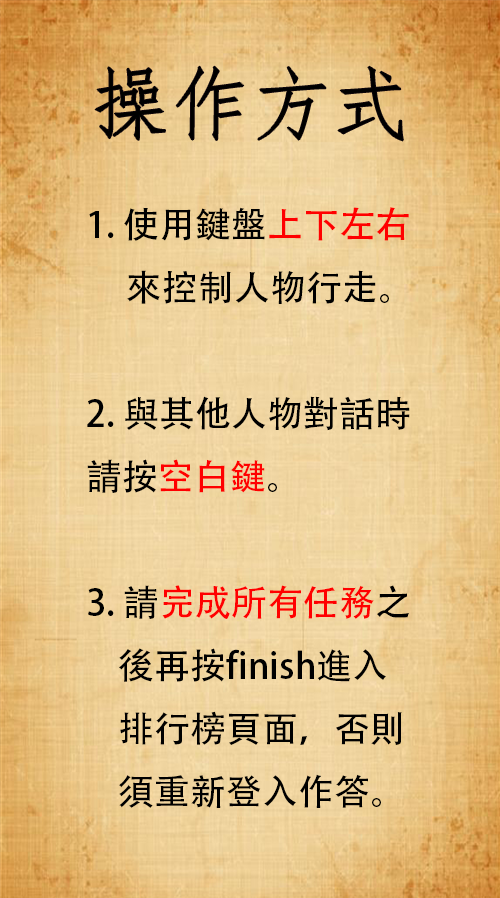 操作方式
1. 使用鍵盤上下左右
來控制人物行走。
2. 與其他人物對話時
請按空白鍵。
3. 請完成所有任務之
後再按finish進入
排行榜頁面，否則
須重新登入作答。